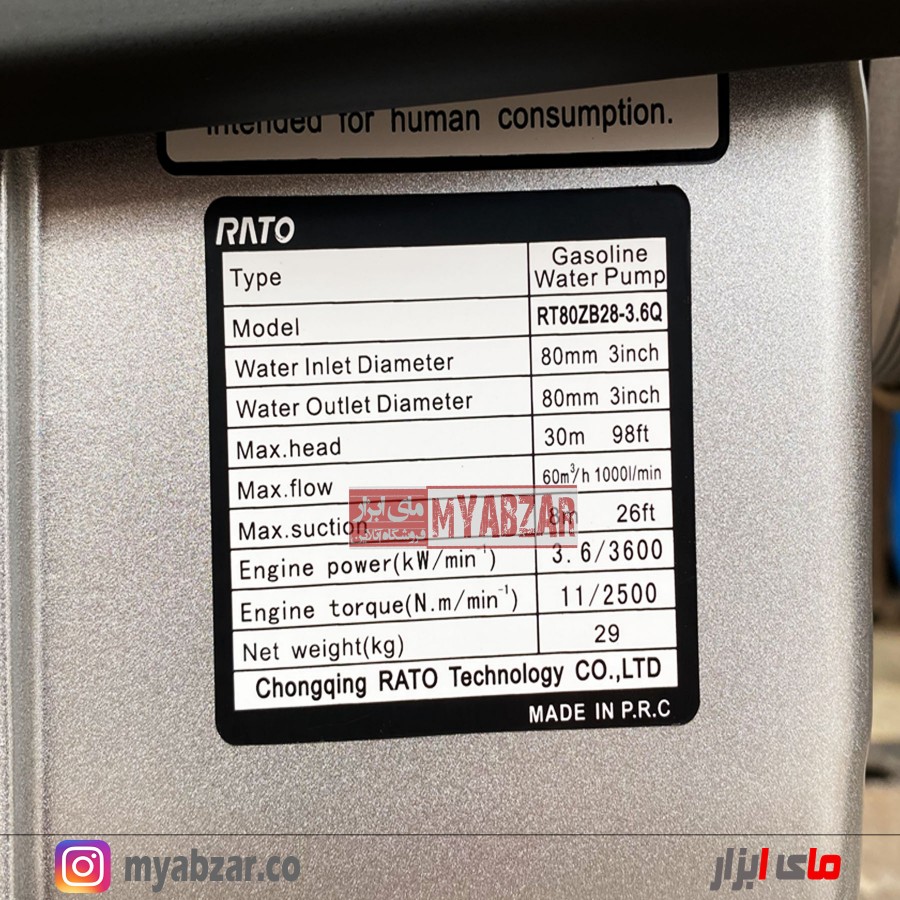 intended for human consumption.
RATO
Type Gasoline Water Pump
Model RT80ZB28-3.6Q
Water Inlet Diameter 80mm 3inch
Water Outlet Diameter 80mm 3inch
Max.head 30m 98ft
Max.flow 60m³/h 1000l/min
Max.suction 8m 26ft
مای ابزار
MYABZAR
Engine power(kW/min⁻¹) 3.6/3600
Engine torque(N.m/min⁻¹) 11/2500
Net weight(kg) 29
Chongqing RATO Technology CO.,LTD
MADE IN P.R.C
myabzar.co
مای ابزار